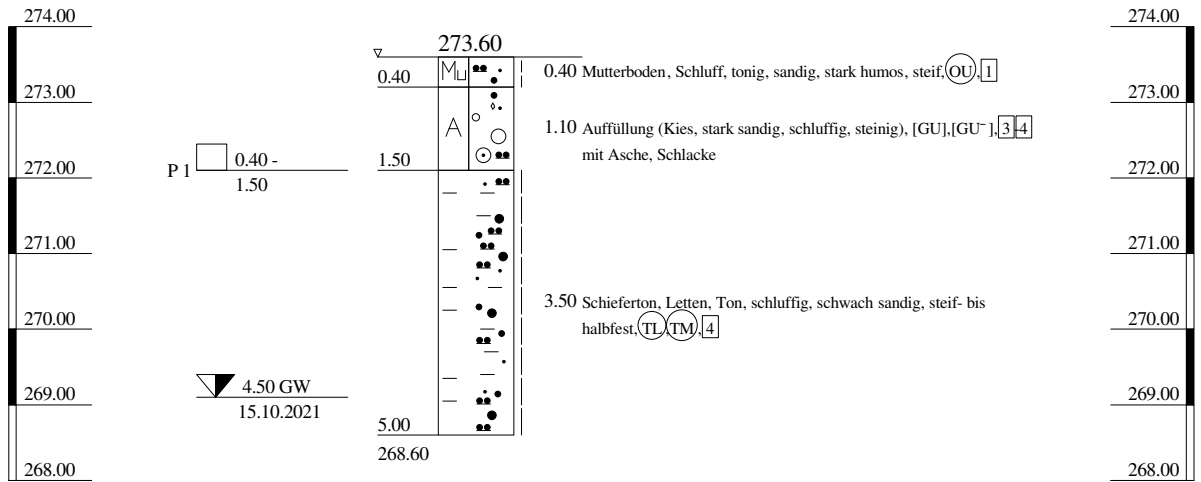 274.00
274.00
273.60
0.40 Mu 0.40 Mutterboden, Schluff, tonig, sandig, stark humos, steif, OU, 1
273.00
273.00
A 1.10 Auffüllung (Kies, stark sandig, schluffig, steinig), [GU],[GU⁻], 3-4
mit Asche, Schlacke
P 1 0.40 -
1.50
1.50
272.00
272.00
271.00
271.00
3.50 Schieferton, Letten, Ton, schluffig, schwach sandig, steif- bis
halbfest, TL, TM, 4
270.00
270.00
4.50 GW
15.10.2021
269.00
269.00
5.00
268.60
268.00
268.00